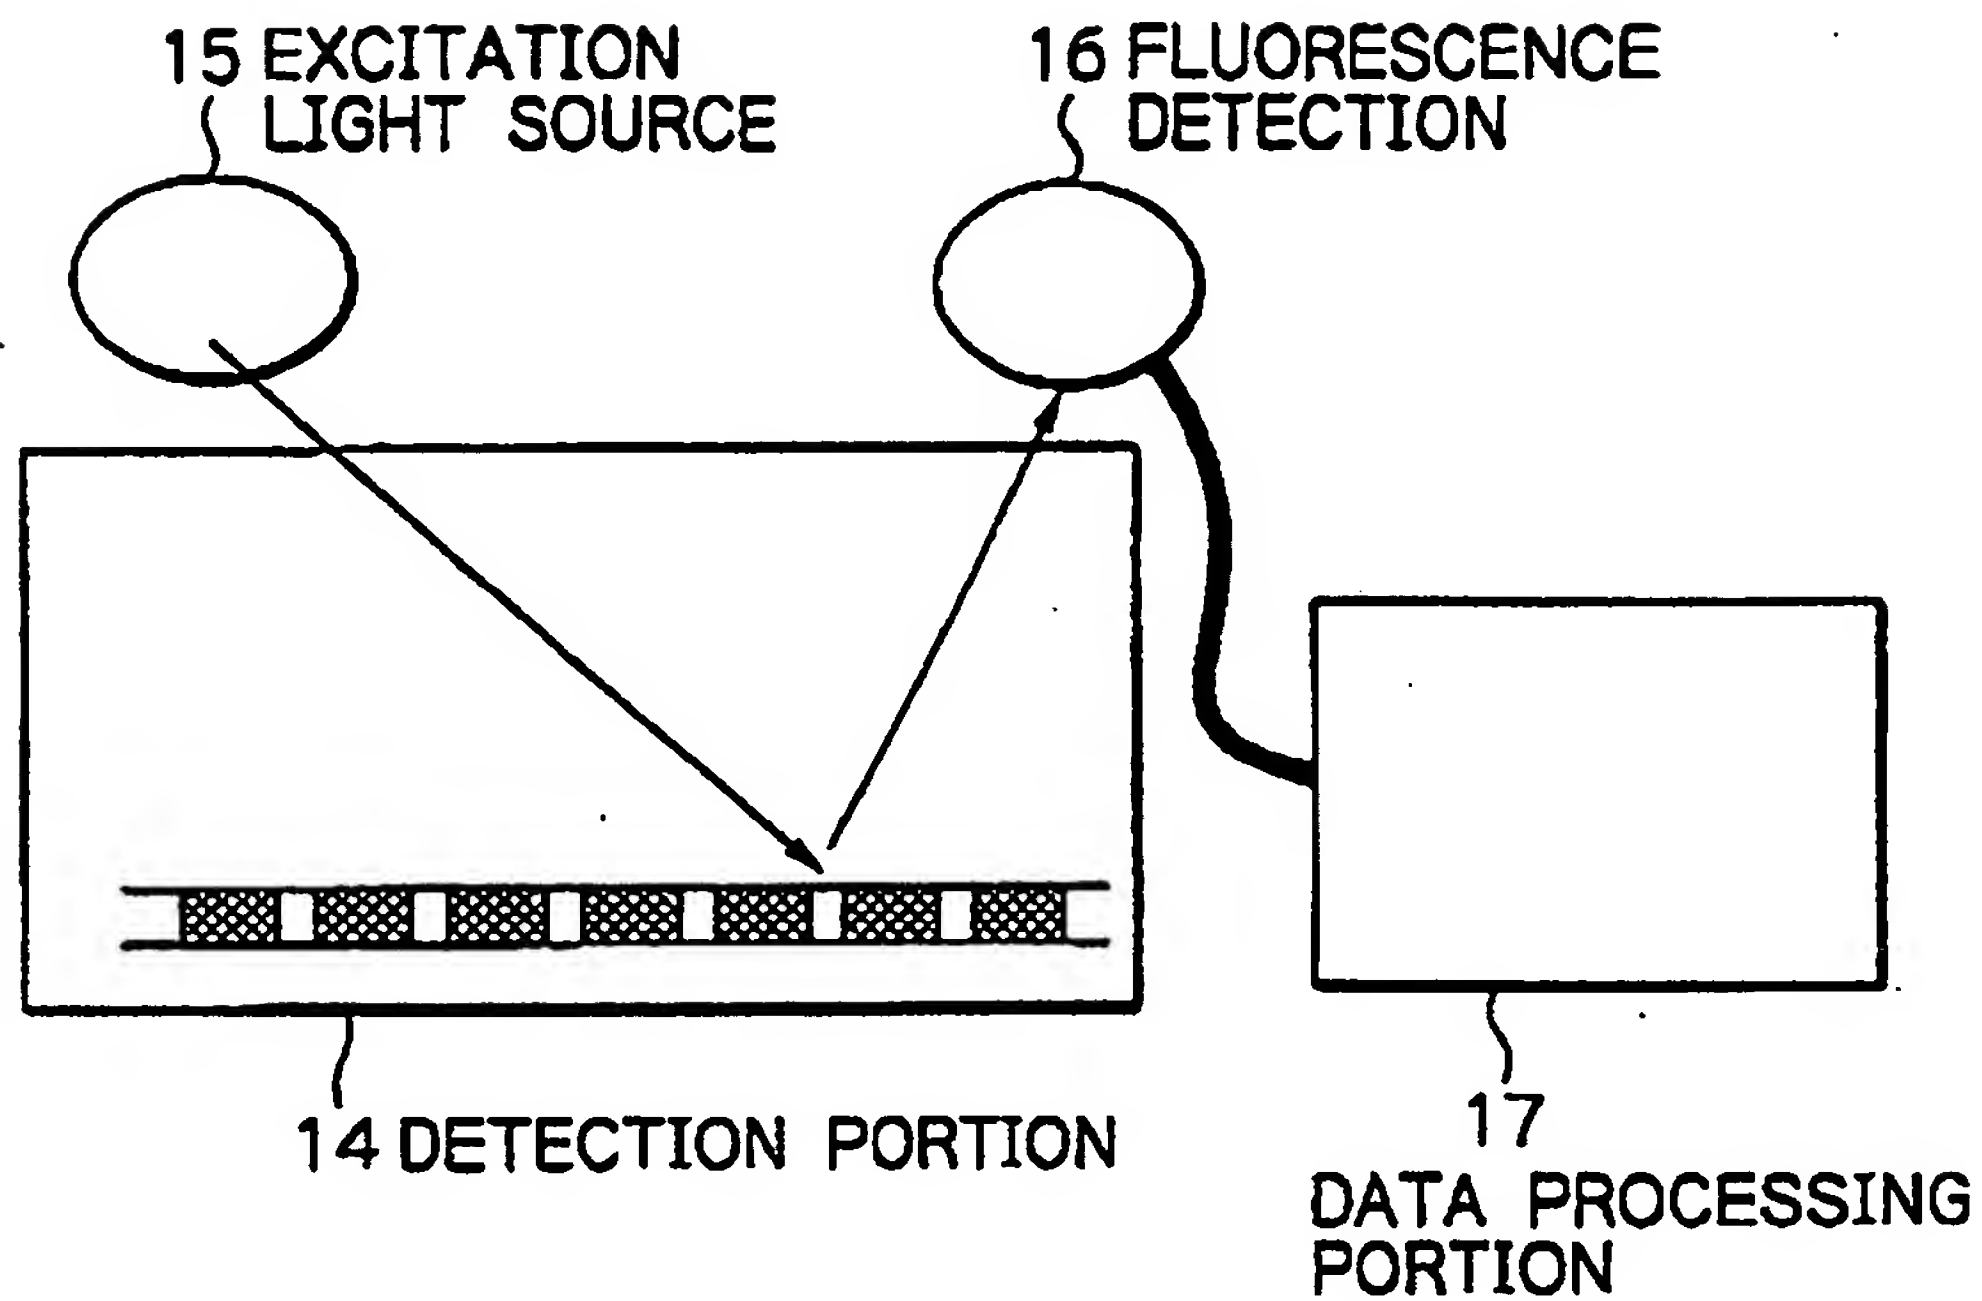 15 EXCITATION
LIGHT SOURCE
16 FLUORESCENCE
DETECTION
14 DETECTION PORTION
17
DATA PROCESSING
PORTION